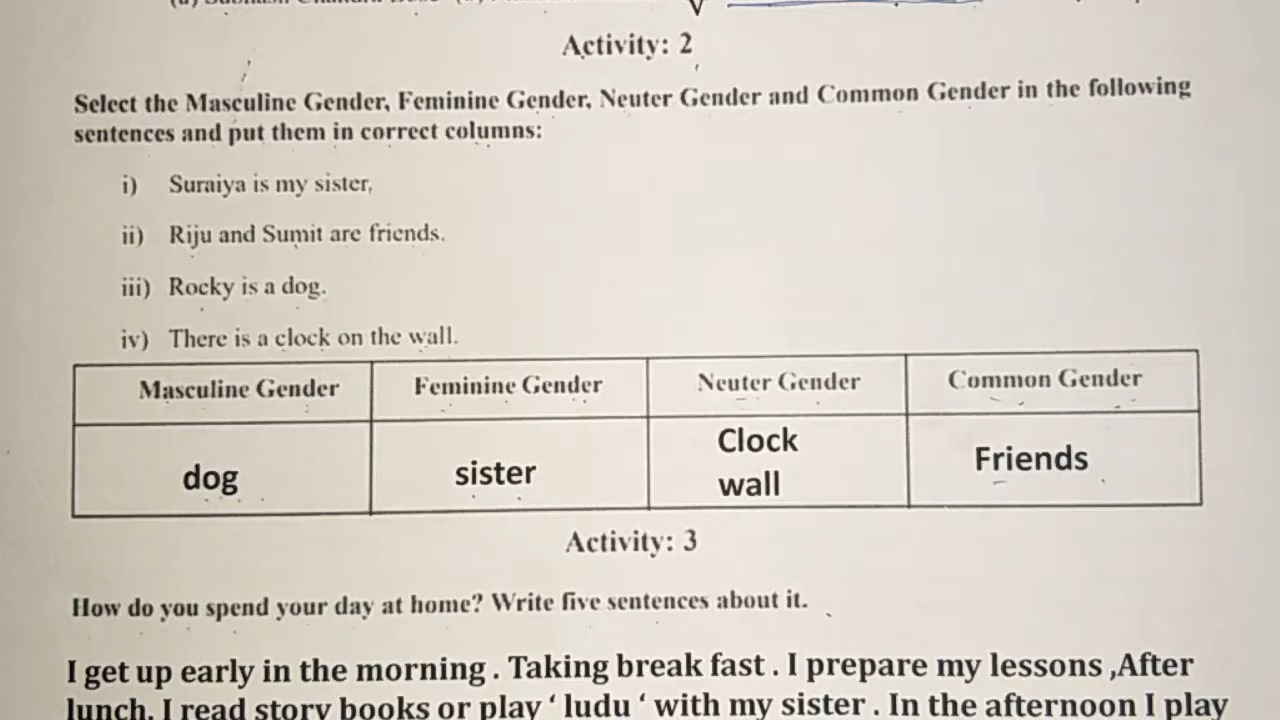 Activity: 2
Select the Masculine Gender, Feminine Gender, Neuter Gender and Common Gender in the following
sentences and put them in correct columns:
i) Suraiya is my sister,
ii) Riju and Sumit are friends.
iii) Rocky is a dog.
iv) There is a clock on the wall.
Masculine Gender Feminine Gender Neuter Gender Common Gender
dog sister Clock wall Friends
Activity: 3
How do you spend your day at home? Write five sentences about it.
I get up early in the morning . Taking break fast . I prepare my lessons ,After
lunch, I read story books or play ‘ ludu ‘ with my sister . In the afternoon I play